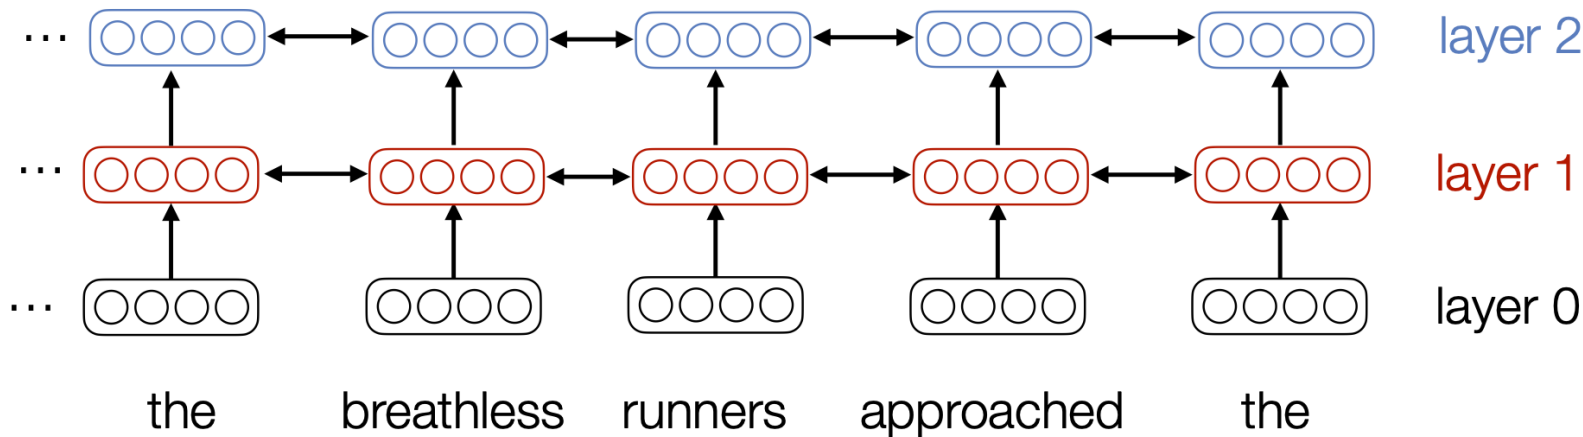 ... layer 2
... layer 1
... layer 0
the breathless runners approached the